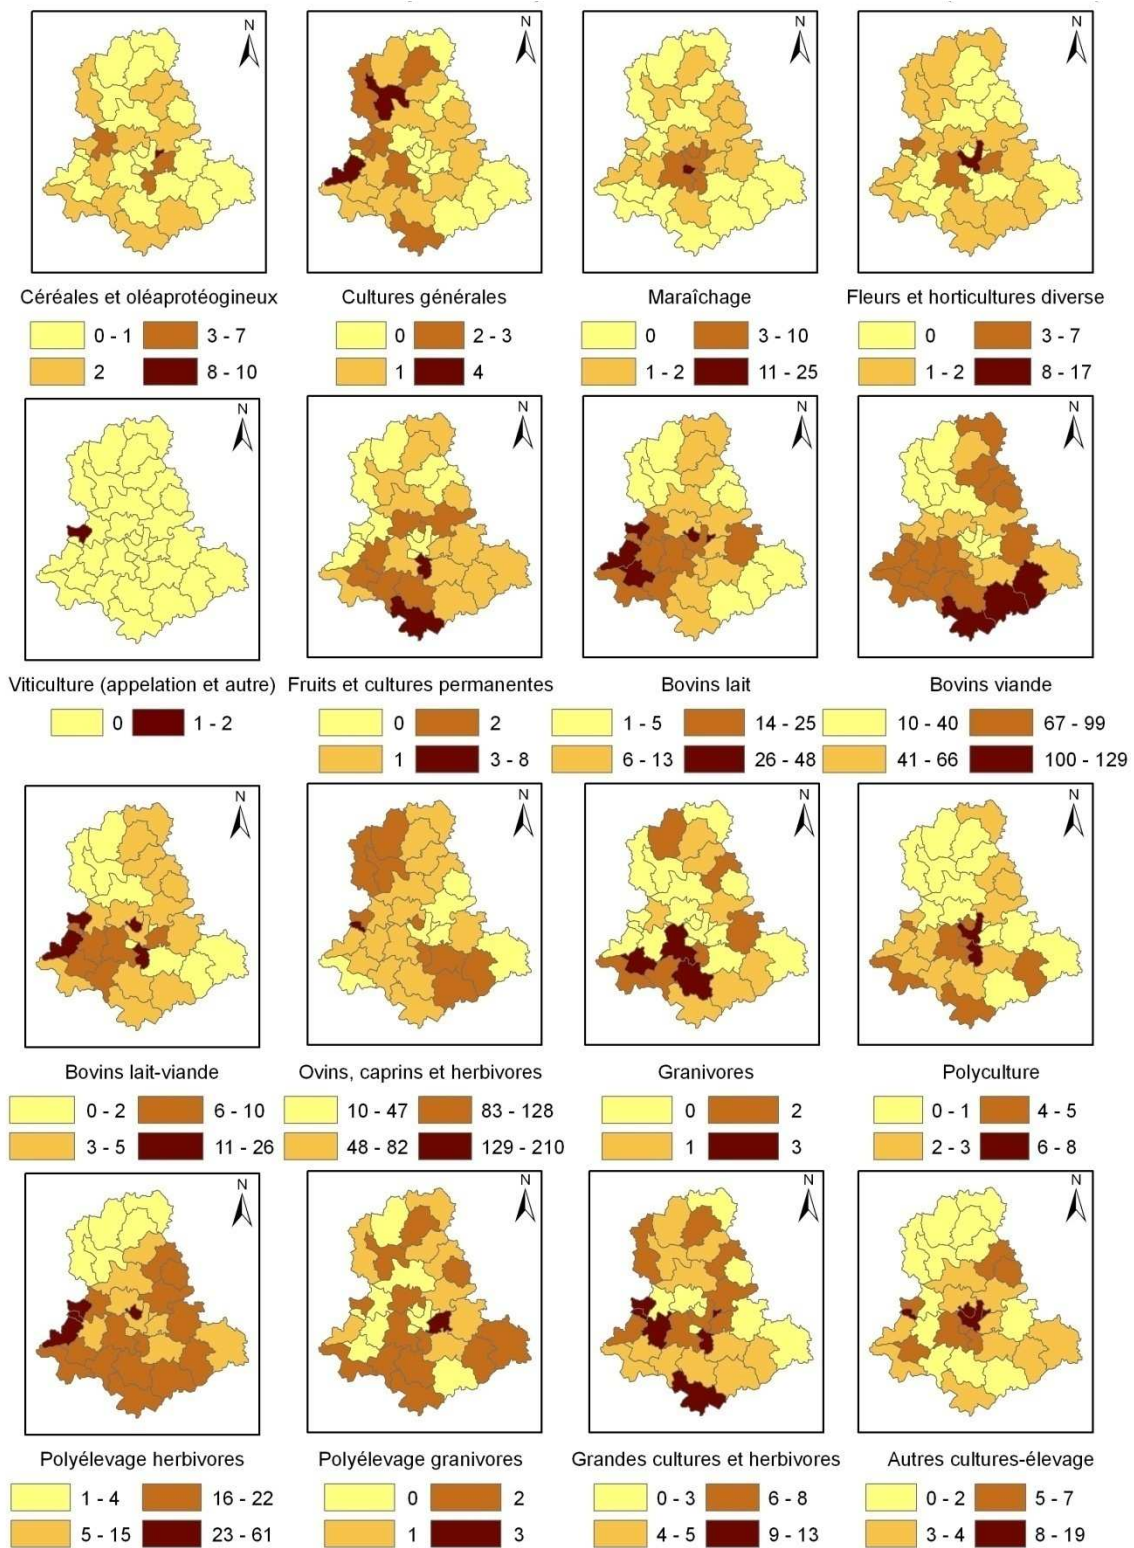 N N N N
Céréales et oléaprotéogineux Cultures générales Maraîchage Fleurs et horticultures diverse
0 - 1 3 - 7 0 2 - 3 0 3 - 10 0 3 - 7
2 8 - 10 1 4 1 - 2 11 - 25 1 - 2 8 - 17
N N N N
Viticulture (appelation et autre) Fruits et cultures permanentes Bovins lait Bovins viande
0 1 - 2 0 2 1 - 5 14 - 25 10 - 40 67 - 99
1 3 - 8 6 - 13 26 - 48 41 - 66 100 - 129
N N N N
Bovins lait-viande Ovins, caprins et herbivores Granivores Polyculture
0 - 2 6 - 10 10 - 47 83 - 128 0 2 0 - 1 4 - 5
3 - 5 11 - 26 48 - 82 129 - 210 1 3 2 - 3 6 - 8
N N N N
Polyélevage herbivores Polyélevage granivores Grandes cultures et herbivores Autres cultures-élevage
1 - 4 16 - 22 0 2 0 - 3 6 - 8 0 - 2 5 - 7
5 - 15 23 - 61 1 3 4 - 5 9 - 13 3 - 4 8 - 19